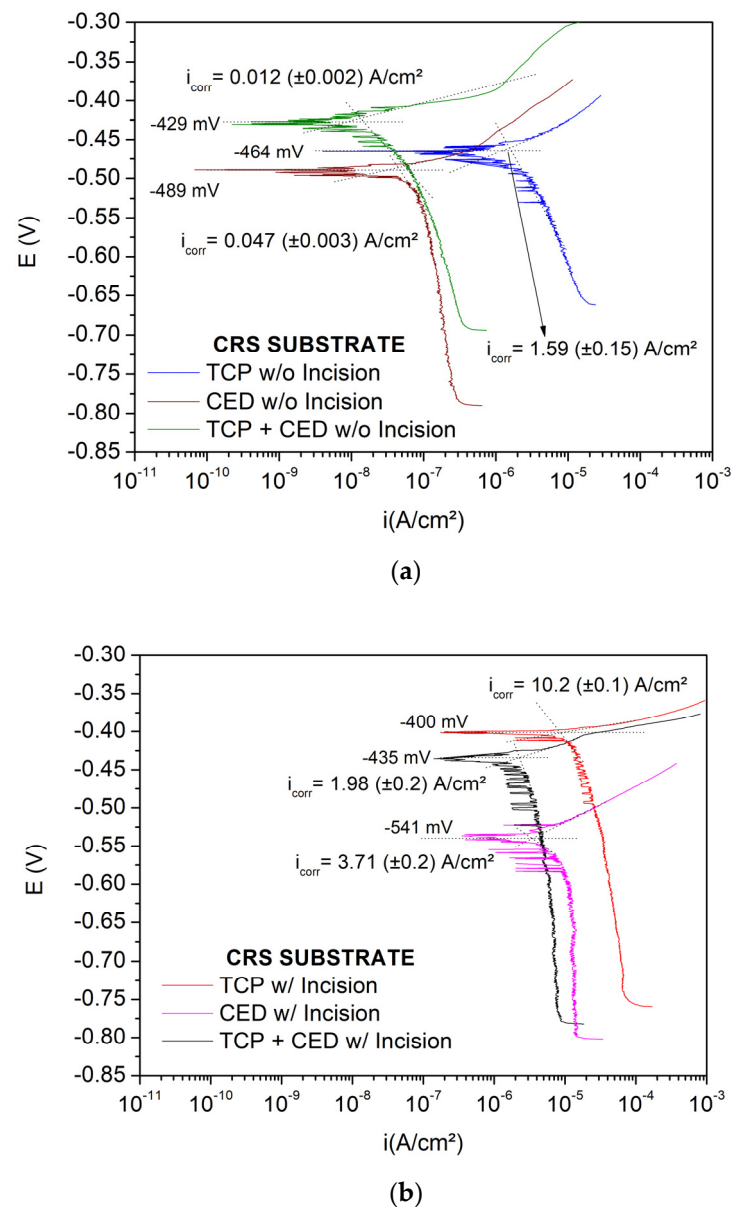 -0.30
-0.35
i_corr= 0.012 (±0.002) A/cm²
-0.40
-429 mV
-0.45
-464 mV
-0.50
-489 mV
-0.55
i_corr= 0.047 (±0.003) A/cm²
E (V)
-0.60
-0.65
-0.70
i_corr= 1.59 (±0.15) A/cm²
CRS SUBSTRATE
TCP w/o Incision
-0.75
CED w/o Incision
-0.80
TCP + CED w/o Incision
-0.85
10⁻¹¹ 10⁻¹⁰ 10⁻⁹ 10⁻⁸ 10⁻⁷ 10⁻⁶ 10⁻⁵ 10⁻⁴ 10⁻³
i(A/cm²)
(a)
-0.30
i_corr= 10.2 (±0.1) A/cm²
-0.35
-0.40
-400 mV
-435 mV
-0.45
i_corr= 1.98 (±0.2) A/cm²
-0.50
-541 mV
-0.55
i_corr= 3.71 (±0.2) A/cm²
E (V)
-0.60
-0.65
-0.70
CRS SUBSTRATE
TCP w/ Incision
-0.75
CED w/ Incision
-0.80
TCP + CED w/ Incision
-0.85
10⁻¹¹ 10⁻¹⁰ 10⁻⁹ 10⁻⁸ 10⁻⁷ 10⁻⁶ 10⁻⁵ 10⁻⁴ 10⁻³
i(A/cm²)
(b)